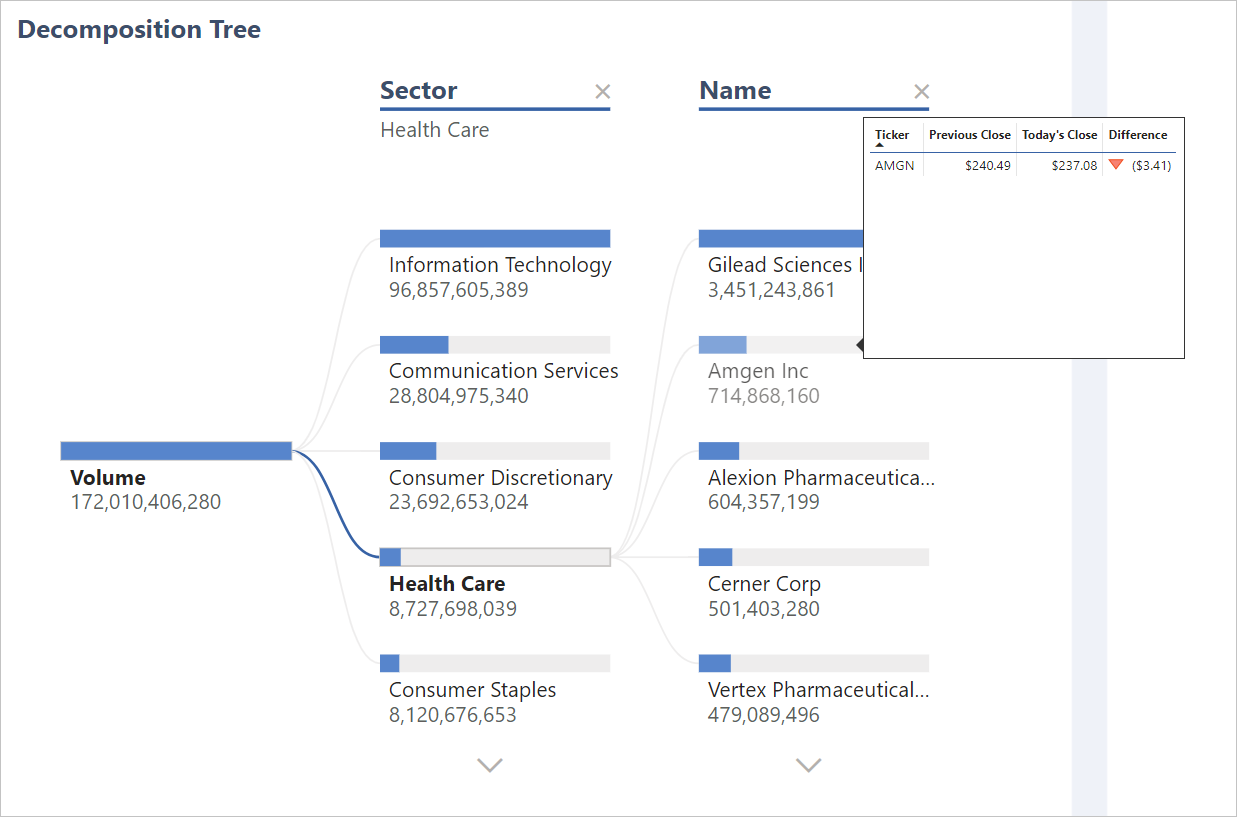 Decomposition Tree
Sector
Health Care
Name
Ticker Previous Close Today's Close Difference
AMGN $240.49 $237.08 ($3.41)
Volume
172,010,406,280
Information Technology
96,857,605,389
Communication Services
28,804,975,340
Consumer Discretionary
23,692,653,024
Health Care
8,727,698,039
Consumer Staples
8,120,676,653
Gilead Sciences I
3,451,243,861
Amgen Inc
714,868,160
Alexion Pharmaceutica...
604,357,199
Cerner Corp
501,403,280
Vertex Pharmaceutical...
479,089,496